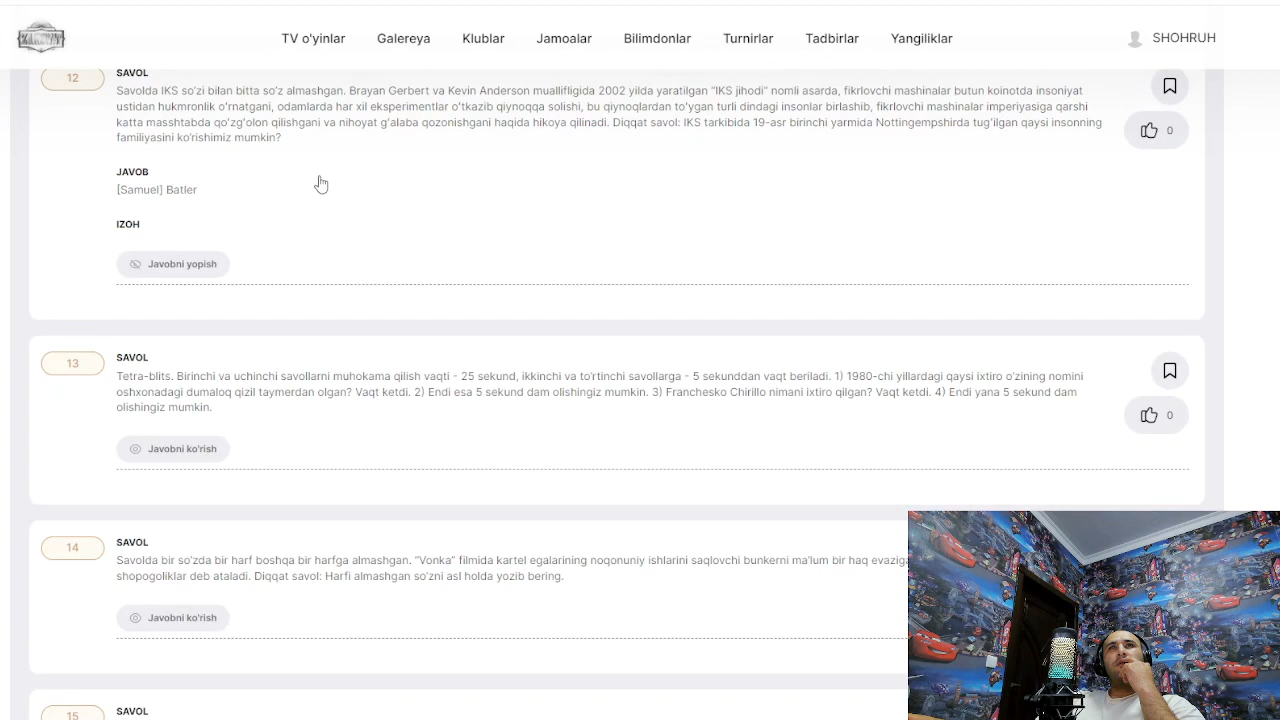 TV o'yinlar
Galereya
Klublar
Jamoalar
Bilimdonlar
Turnirlar
Tadbirlar
Yangiliklar
SHOHRUH
12
SAVOL
Savolda IKS so'zi bilan bitta so'z almashgan. Brayan Gerbert va Kevin Anderson muallifligida 2002 yilda yaratilgan "IKS jihodi" nomli asarda, fikrlovchi mashinalar butun koinotda insoniyat
ustidan hukmronlik o'rnatgani, odamlarda har xil eksperimentlar o'tkazib qiynoqqa solishi, bu qiynoqlardan to'ygan turli dindagi insonlar birlashib, fikrlovchi mashinalar imperiyasiga qarshi
katta masshtabda qo'zg'olon qilishgani va nihoyat g'alaba qozonishgani haqida hikoya qilinadi. Diqqat savol: IKS tarkibida 19-asr birinchi yarmida Nottingempshirda tug'ilgan qaysi insonning
familiyasini ko'rishimiz mumkin?
0
JAVOB
[Samuel] Batler
IZOH
Javobni yopish
13
SAVOL
Tetra-blits. Birinchi va uchinchi savollarni muhokama qilish vaqti - 25 sekund, ikkinchi va to'rtinchi savollarga - 5 sekunddan vaqt beriladi. 1) 1980-chi yillardagi qaysi ixtiro o'zining nomini
oshxonadagi dumaloq qizil taymerdan olgan? Vaqt ketdi. 2) Endi esa 5 sekund dam olishingiz mumkin. 3) Franchesko Chirillo nimani ixtiro qilgan? Vaqt ketdi. 4) Endi yana 5 sekund dam
olishingiz mumkin.
0
Javobni ko'rish
14
SAVOL
Savolda bir so'zda bir harf boshqa bir harfga almashgan. "Vonka" filmida kartel egalarining noqonuniy ishlarini saqlovchi bunkerni ma'lum bir haq evaziga
shopogoliklar deb ataladi. Diqqat savol: Harfi almashgan so'zni asl holda yozib bering.
Javobni ko'rish
15
SAVOL